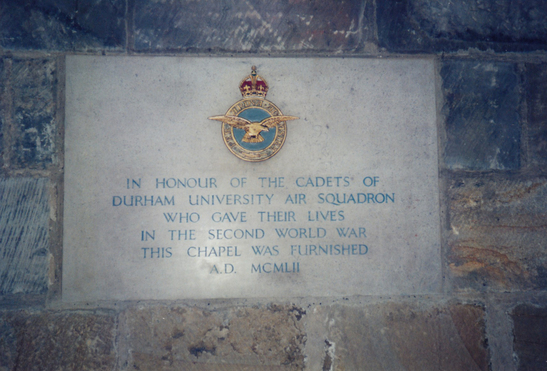 IN HONOUR OF THE CADETS OF
DURHAM UNIVERSITY AIR SQUADRON
WHO GAVE THEIR LIVES
IN THE SECOND WORLD WAR
THIS CHAPEL WAS FURNISHED
A.D. MCMLII